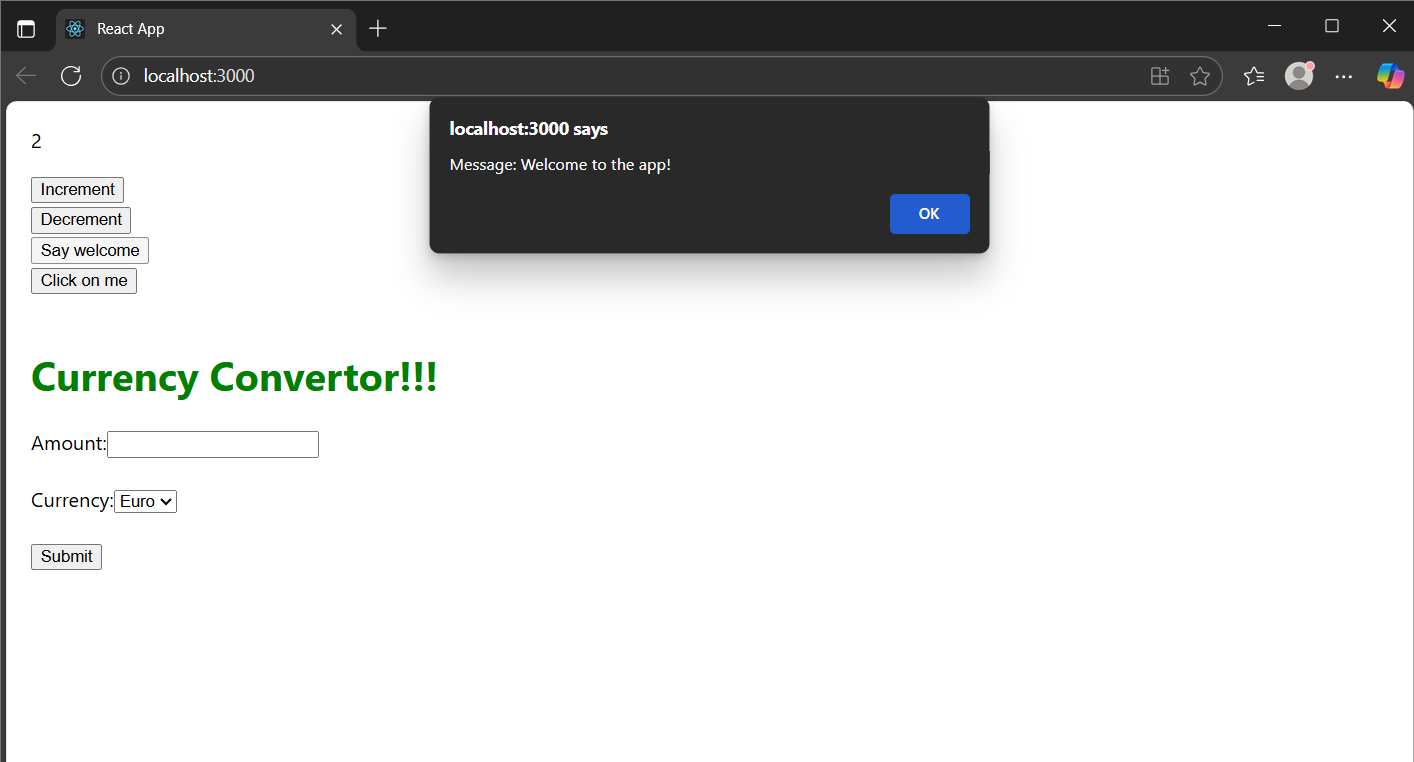 React App
localhost:3000
localhost:3000 says
Message: Welcome to the app!
OK
2
Increment
Decrement
Say welcome
Click on me
Currency Convertor!!!
Amount:
Currency: Euro
Submit